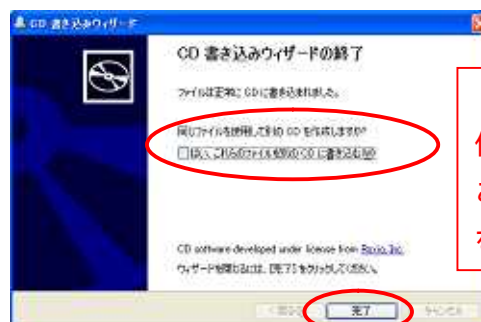 CD 書き込みウィザード
CD 書き込みウィザードの終了
ファイルは正常に CD に書き込まれました。
同じファイルを使用して別の CD を作成しますか?
はい、これらのファイルを別の CD に書き込む(Y)
CD software developed under license from Roxio, Inc.
ウィザードを閉じるには、[完了] をクリックしてください。
完了
キャンセル